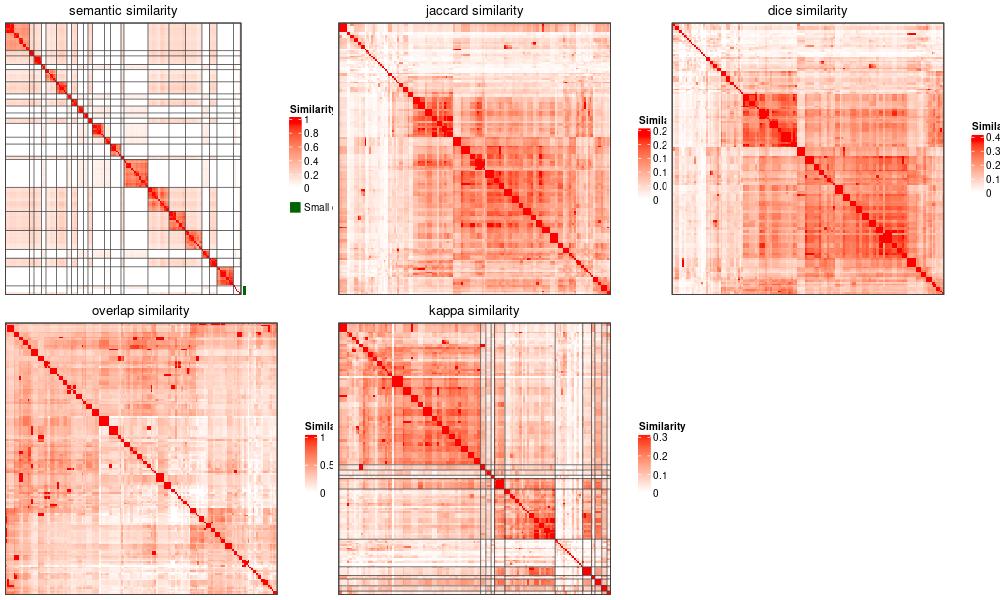 semantic similarity
Similarity
1
0.8
0.6
0.4
0.2
0
Small
jaccard similarity
Simila
0.2
0.2
0.1
0.1
0.0
0
dice similarity
Simila
0.4
0.3
0.2
0.1
0
overlap similarity
Simila
1
0.5
0
kappa similarity
Similarity
0.3
0.2
0.1
0